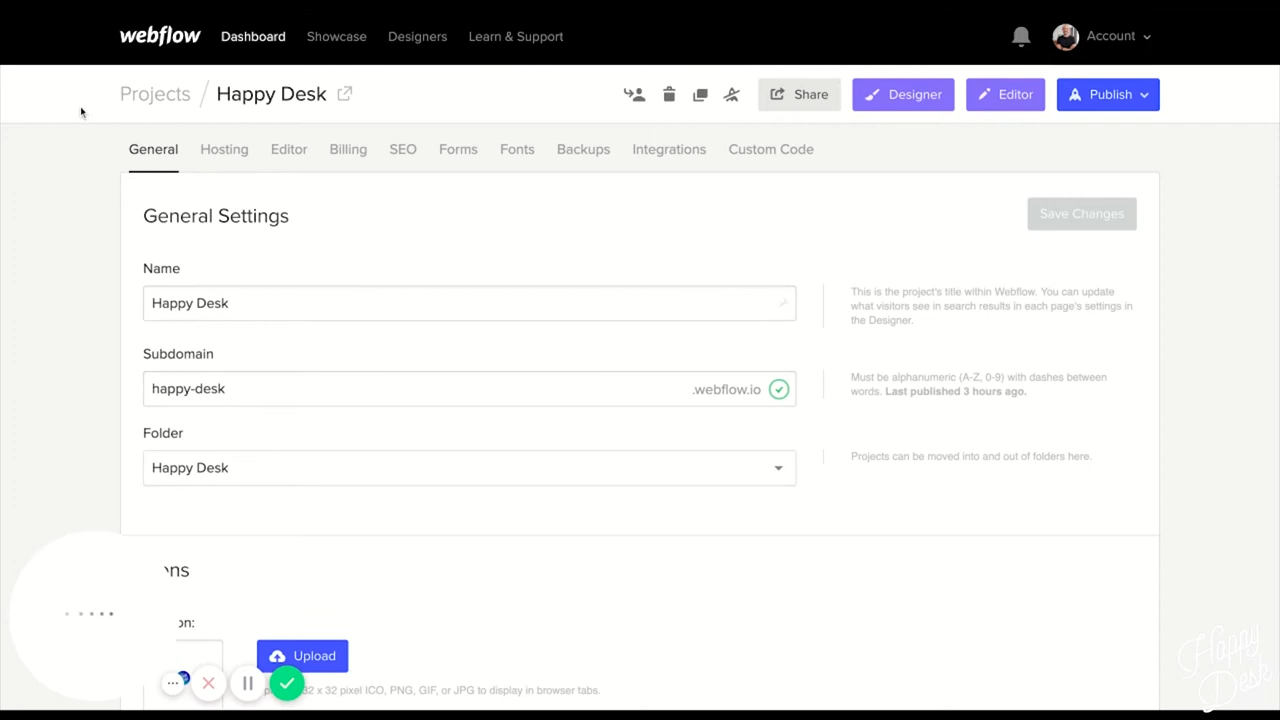 webflow Dashboard Showcase Designers Learn & Support Account
Projects / Happy Desk Share Designer Editor Publish
General Hosting Editor Billing SEO Forms Fonts Backups Integrations Custom Code
General Settings Save Changes
Name
Happy Desk
This is the project's title within Webflow. You can update
what visitors see in search results in each page's settings in
the Designer.
Subdomain
happy-desk .webflow.io
Must be alphanumeric (A-Z, 0-9) with dashes between
words. Last published 3 hours ago.
Folder
Happy Desk
Projects can be moved into and out of folders here.
ns
on:
Upload
32 x 32 pixel ICO, PNG, GIF, or JPG to display in browser tabs.
Happy
Desk